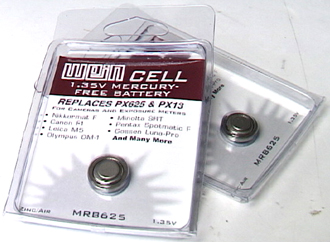 WEIN CELL
1.35V MERCURY-
FREE BATTERY
REPLACES PX625 & PX13
FOR CAMERAS AND EXPOSURE METERS
• Nikkormat F • Minolta SRT
• Canon F1 • Pentax Spotmatic
• Leica M5 • Gossen Luna-Pro
• Olympus OM-1 And Many More
ZINC/AIR MRB625 1.35V
MRB625